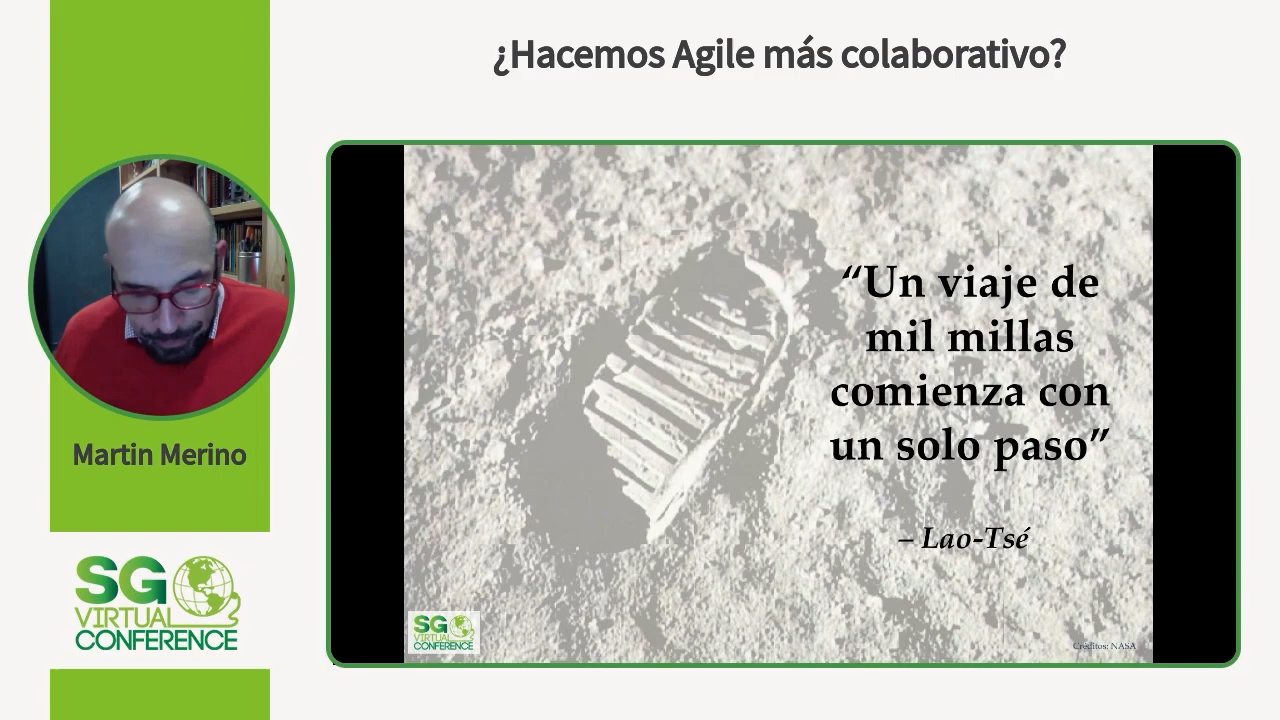 ¿Hacemos Agile más colaborativo?
Martin Merino
SG
VIRTUAL
CONFERENCE
“Un viaje de
mil millas
comienza con
un solo paso”
– Lao-Tsé
SG
VIRTUAL
CONFERENCE
Créditos: NASA